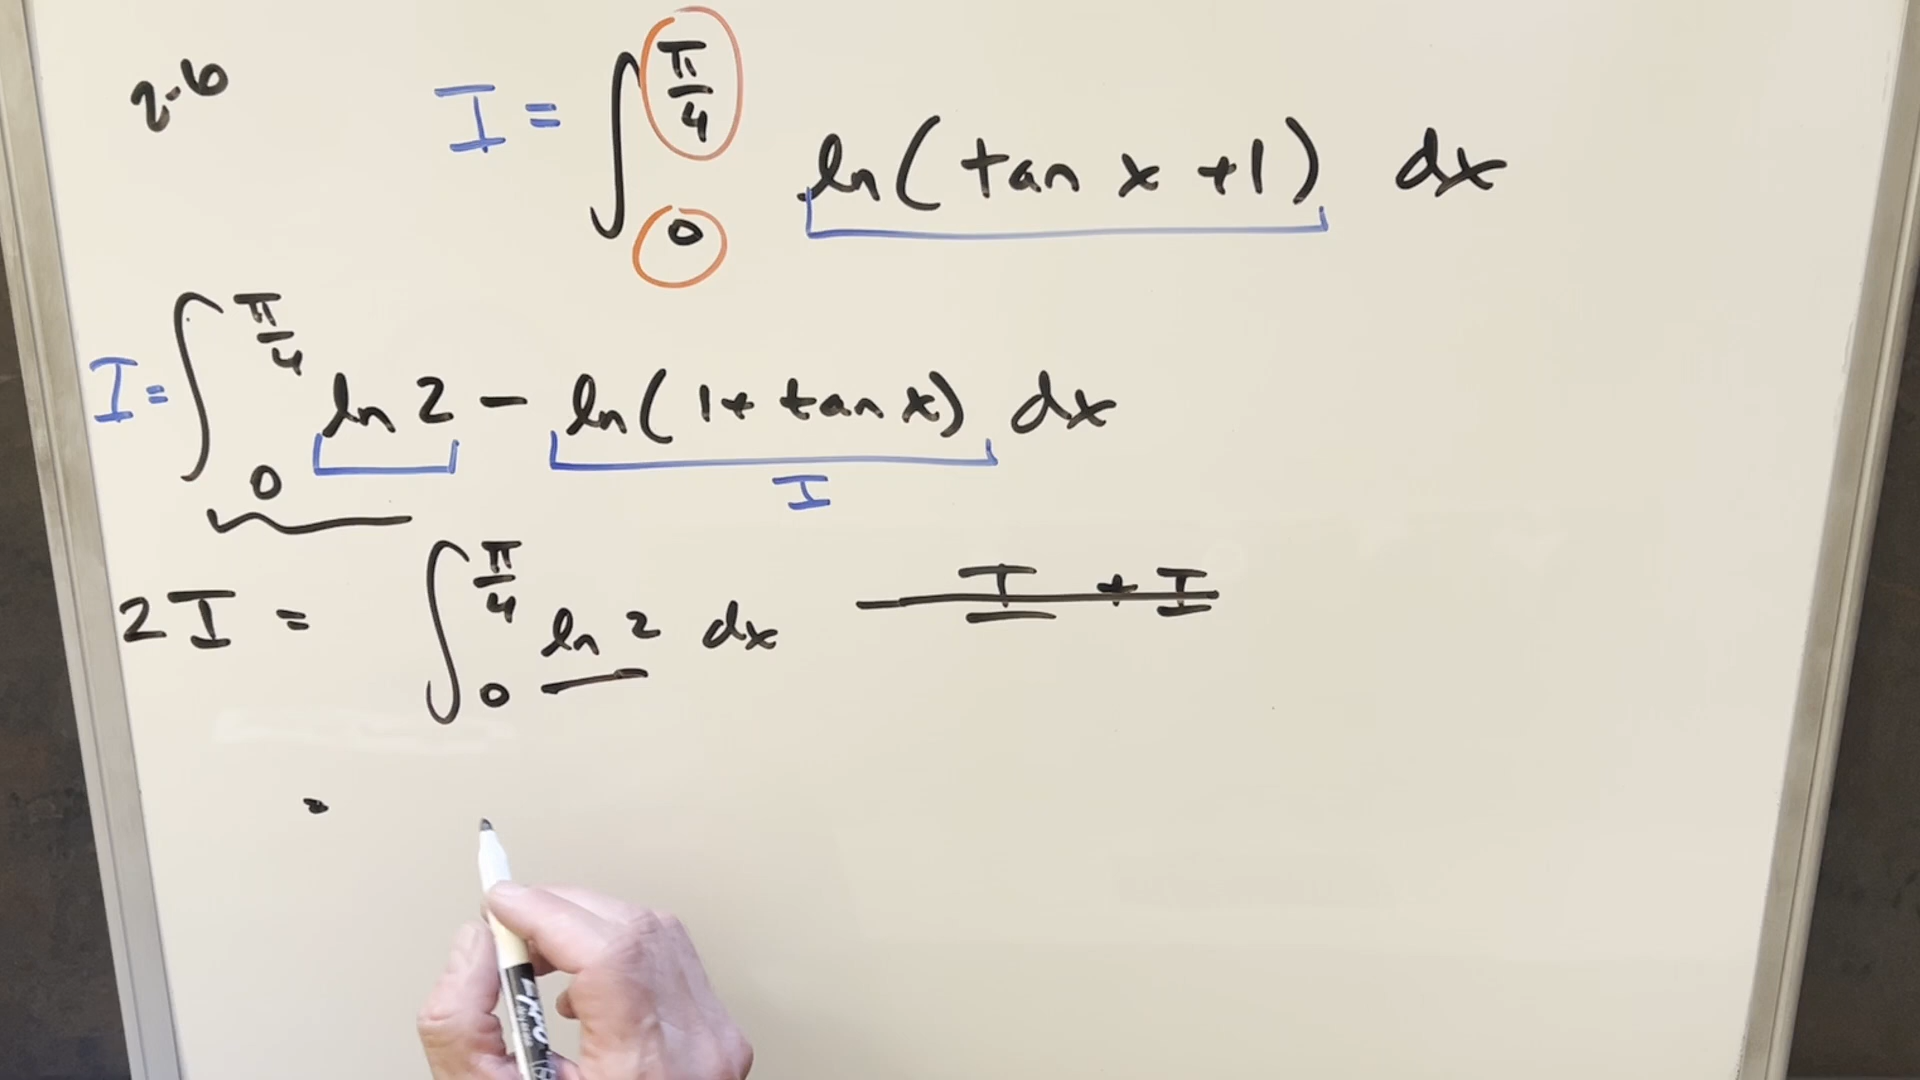 2-6
I = ∫₀^(π/4) ln(tan x +1) dx
I = ∫₀^(π/4) ln 2 - ln(1 + tan x) dx
I
2I = ∫₀^(π/4) ln 2 dx I + I
EXPO